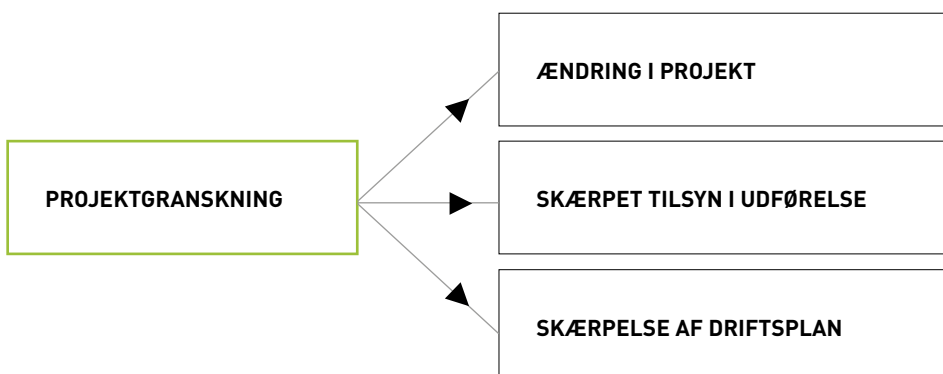 ÆNDRING I PROJEKT
PROJEKTGRANSKNING
SKÆRPET TILSYN I UDFØRELSE
SKÆRPELSE AF DRIFTSPLAN